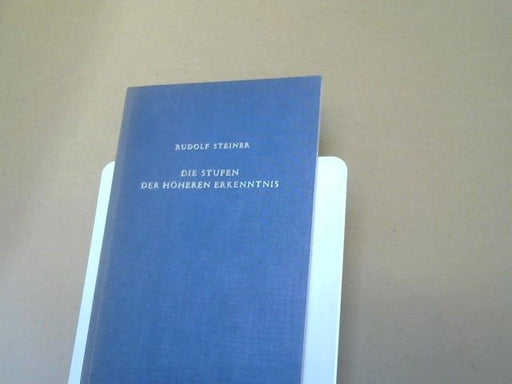 RUDOLF STEINER
DIE STUFEN
DER HÖHEREN ERKENNTNIS